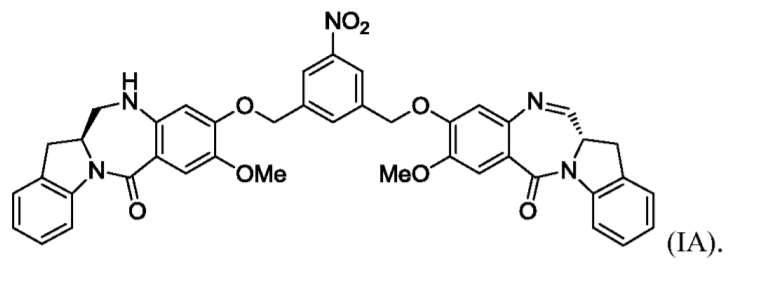 NO2
H
N O O N
N OMe MeO N
O O
(IA).